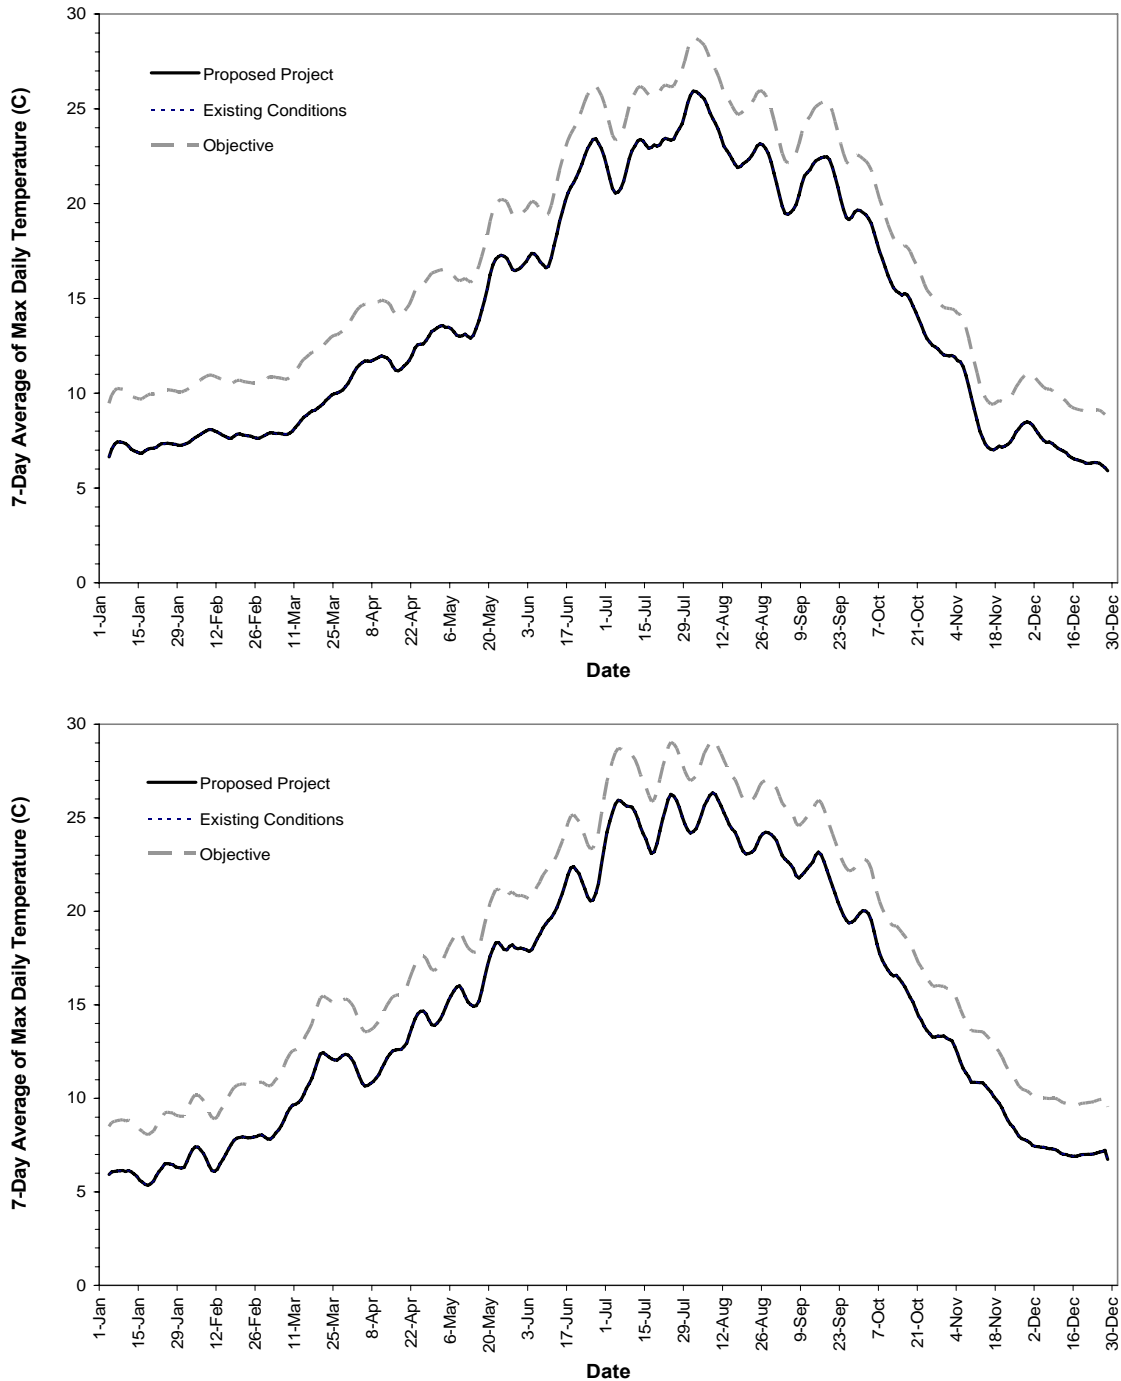 30
25
20
15
10
5
0
7-Day Average of Max Daily Temperature (C)
Proposed Project
Existing Conditions
Objective
1-Jan
15-Jan
29-Jan
12-Feb
26-Feb
11-Mar
25-Mar
8-Apr
22-Apr
6-May
20-May
3-Jun
17-Jun
1-Jul
15-Jul
29-Jul
12-Aug
26-Aug
9-Sep
23-Sep
7-Oct
21-Oct
4-Nov
18-Nov
2-Dec
16-Dec
30-Dec
Date
30
25
20
15
10
5
0
7-Day Average of Max Daily Temperature (C)
Proposed Project
Existing Conditions
Objective
1-Jan
15-Jan
29-Jan
12-Feb
26-Feb
11-Mar
25-Mar
8-Apr
22-Apr
6-May
20-May
3-Jun
17-Jun
1-Jul
15-Jul
29-Jul
12-Aug
26-Aug
9-Sep
23-Sep
7-Oct
21-Oct
4-Nov
18-Nov
2-Dec
16-Dec
30-Dec
Date